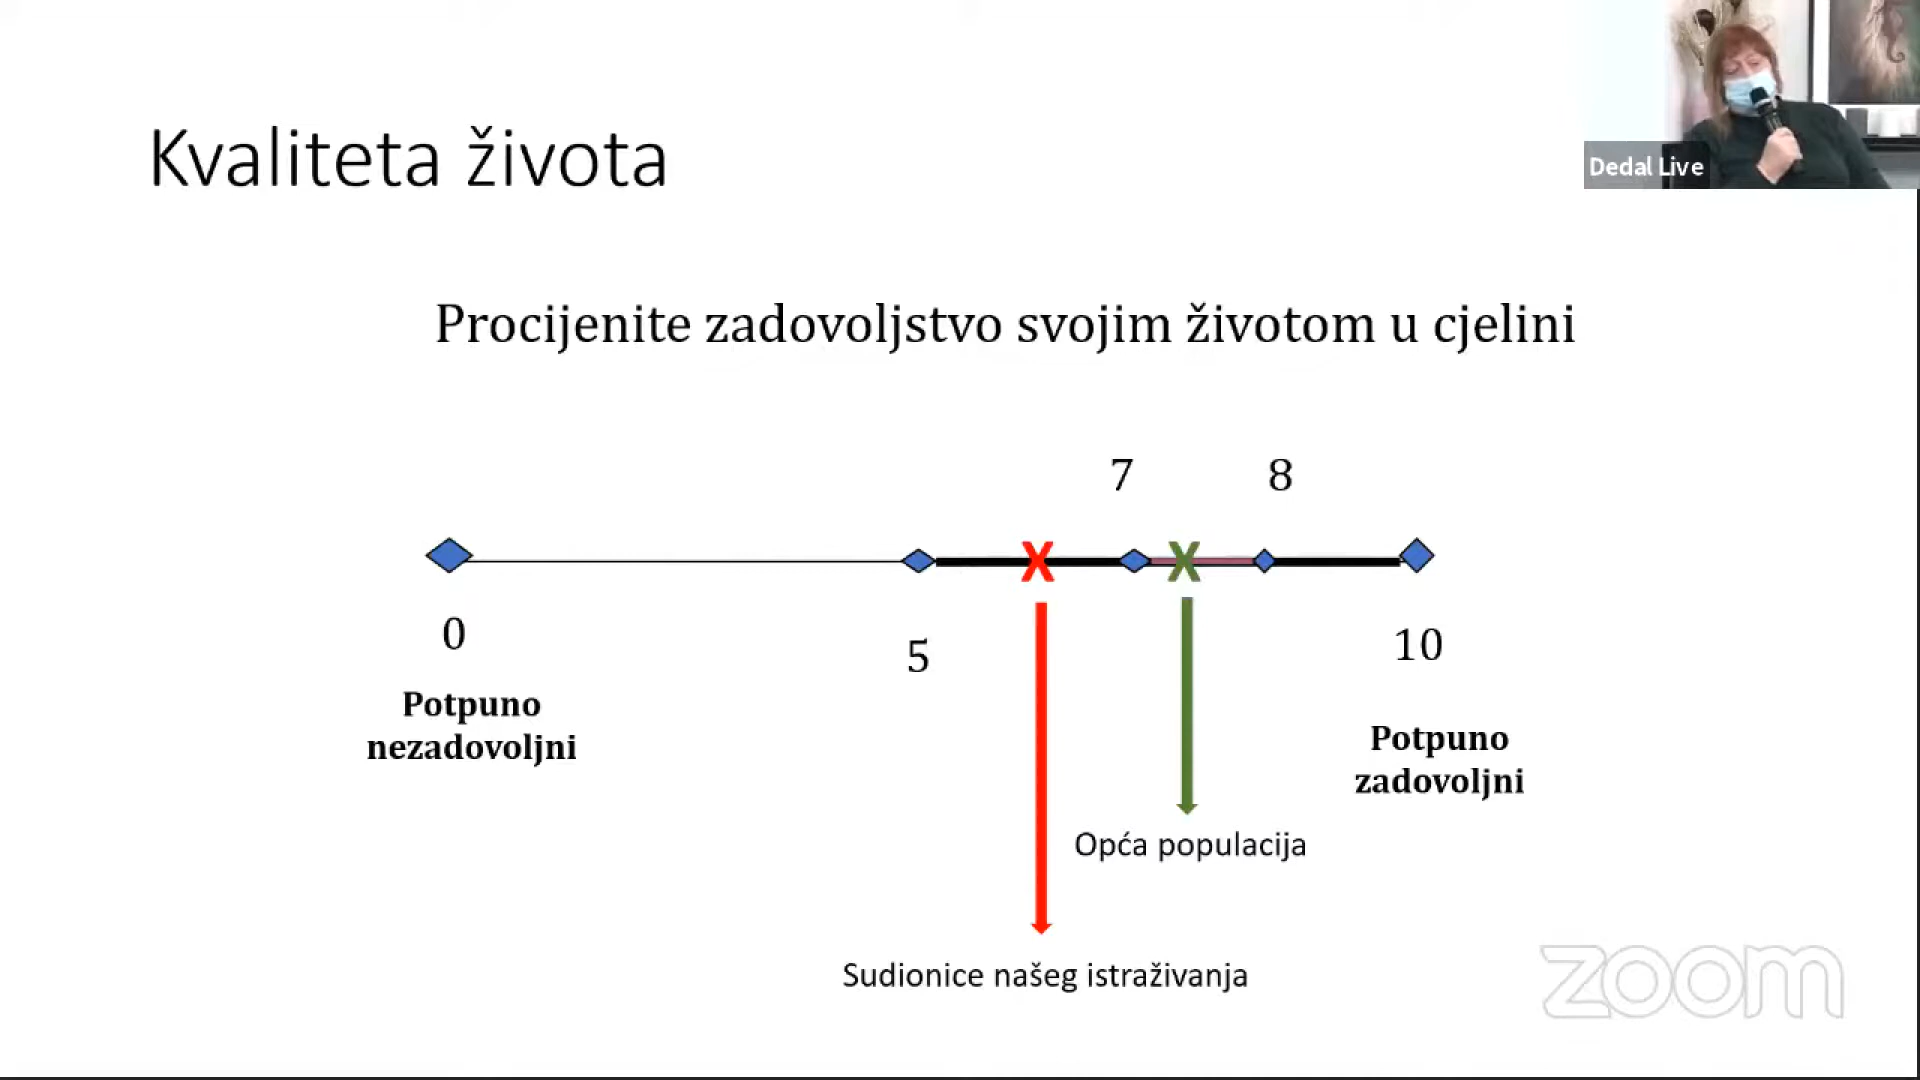 Kvaliteta života
Dedal Live
Procijenite zadovoljstvo svojim životom u cjelini
7
8
X
X
0
5
10
Potpuno
nezadovoljni
Potpuno
zadovoljni
Opća populacija
Sudionice našeg istraživanja
zoom